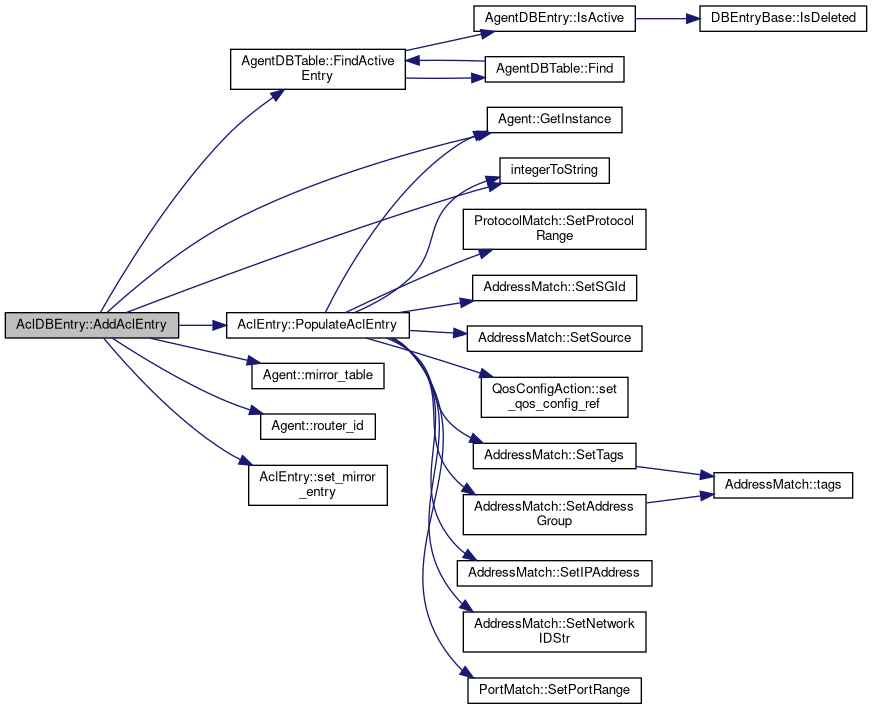 AgentDBEntry::IsActive
DBEntryBase::IsDeleted
AgentDBTable::FindActive
Entry
AgentDBTable::Find
Agent::GetInstance
integerToString
ProtocolMatch::SetProtocol
Range
AddressMatch::SetSGId
AclDBEntry::AddAclEntry
AclEntry::PopulateAclEntry
AddressMatch::SetSource
Agent::mirror_table
QosConfigAction::set
_qos_config_ref
Agent::router_id
AddressMatch::SetTags
AclEntry::set_mirror
_entry
AddressMatch::tags
AddressMatch::SetAddress
Group
AddressMatch::SetIPAddress
AddressMatch::SetNetwork
IDStr
PortMatch::SetPortRange